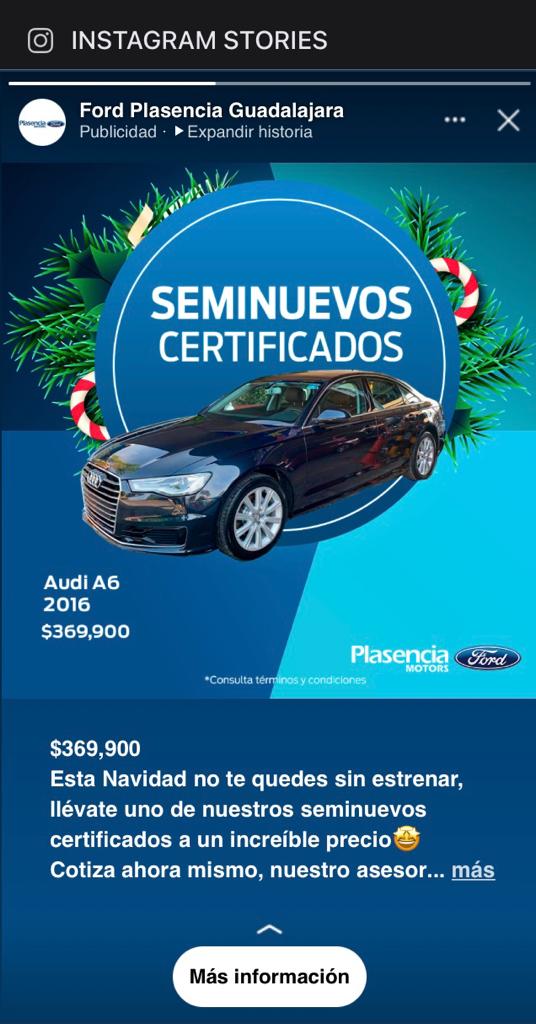 INSTAGRAM STORIES
Plasencia Ford
Ford Plasencia Guadalajara
Publicidad · Expandir historia
SEMINUEVOS
CERTIFICADOS
Audi A6
2016
$369,900
Plasencia
MOTORS
Ford
*Consulta términos y condiciones
$369,900
Esta Navidad no te quedes sin estrenar,
llévate uno de nuestros seminuevos
certificados a un increíble precio🤩
Cotiza ahora mismo, nuestro asesor... más
Más información